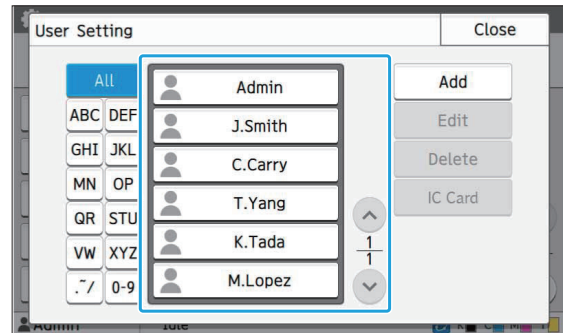 User Setting
Close
All
ABC DEF
GHI JKL
MN OP
QR STU
VW XYZ
.~/ 0-9
Admin
J.Smith
C.Carry
T.Yang
K.Tada
M.Lopez
1
1
Add
Edit
Delete
IC Card
Admin
Idle